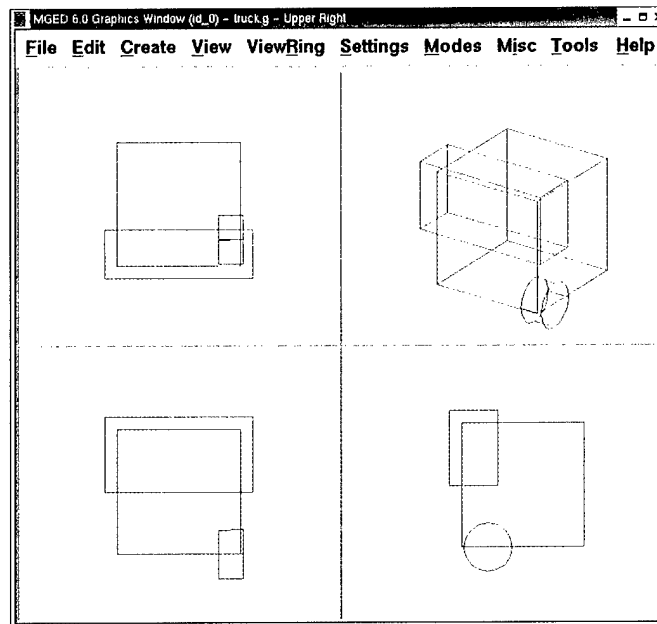 MGED 6.0 Graphics Window (id_0) - truck.g - Upper Right
File Edit Create View ViewRing Settings Modes Misc Tools Help